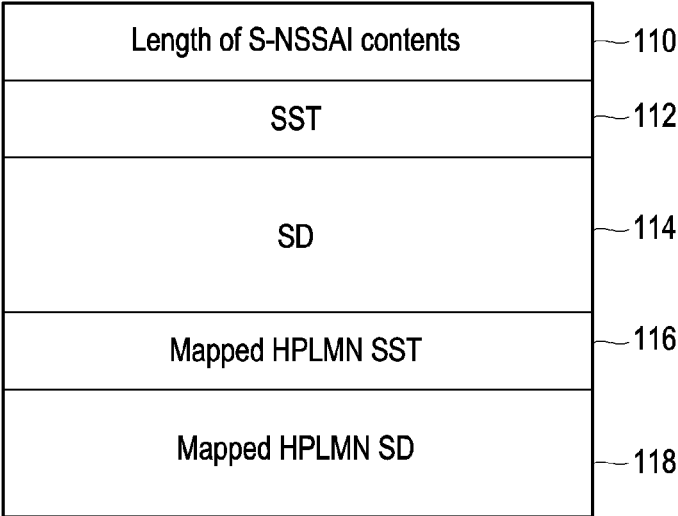 Length of S-NSSAI contents 110
SST 112
SD 114
Mapped HPLMN SST 116
Mapped HPLMN SD 118